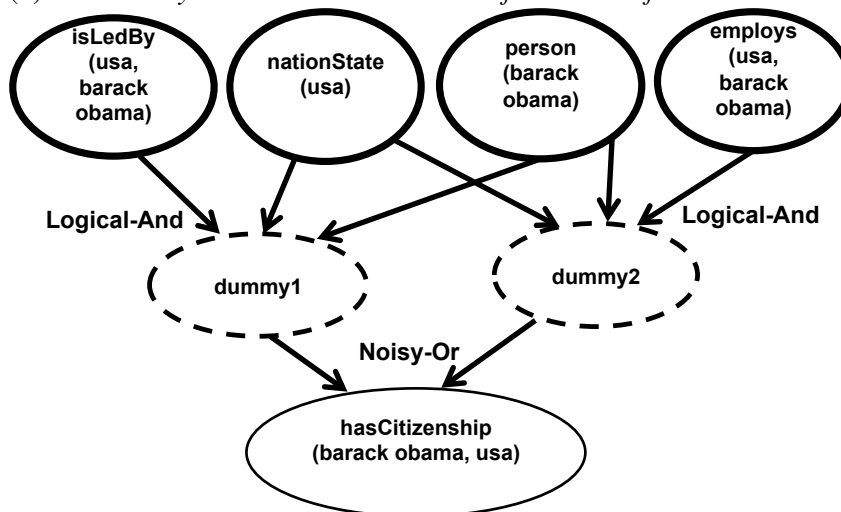 isLedBy
(usa,
barack
obama)
nationState
(usa)
person
(barack
obama)
employs
(usa,
barack
obama)
Logical-And
Logical-And
dummy1
dummy2
Noisy-Or
hasCitizenship
(barack obama, usa)